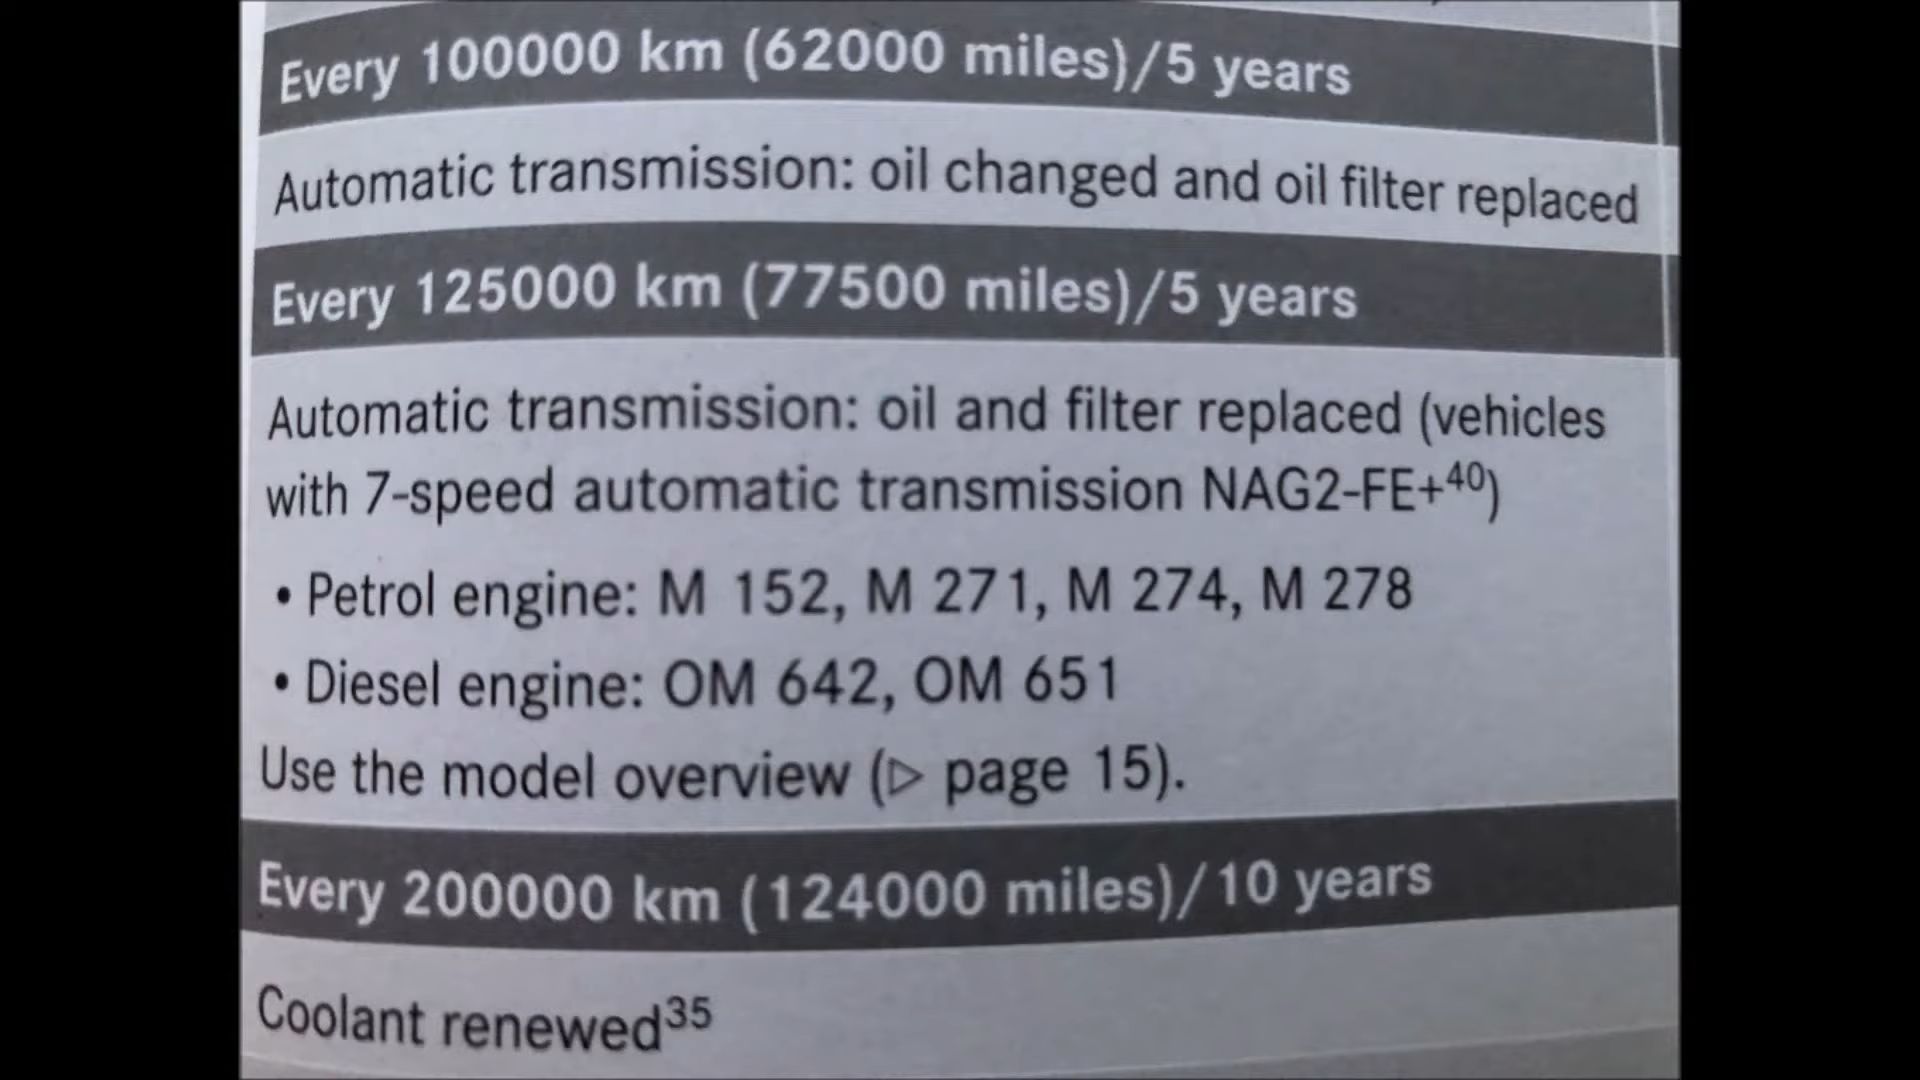 Every 100000 km (62000 miles)/5 years
Automatic transmission: oil changed and oil filter replaced
Every 125000 km (77500 miles)/5 years
Automatic transmission: oil and filter replaced (vehicles
with 7-speed automatic transmission NAG2-FE+⁴⁰)
• Petrol engine: M 152, M 271, M 274, M 278
• Diesel engine: OM 642, OM 651
Use the model overview (▷ page 15).
Every 200000 km (124000 miles)/10 years
Coolant renewed³⁵